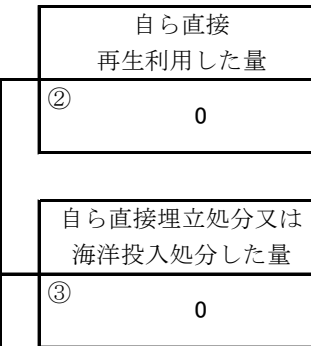 自ら直接
再生利用した量
②
0
自ら直接埋立処分又は
海洋投入処分した量
③
0